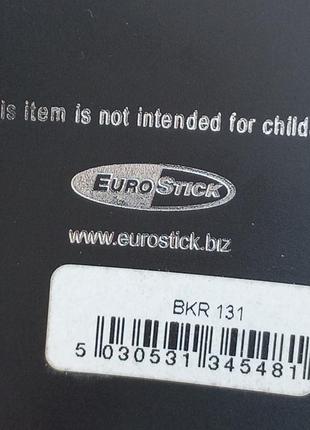 is item is not intended for child
EUROSTICK
www.eurostick.biz
BKR 131
5 030531 345481